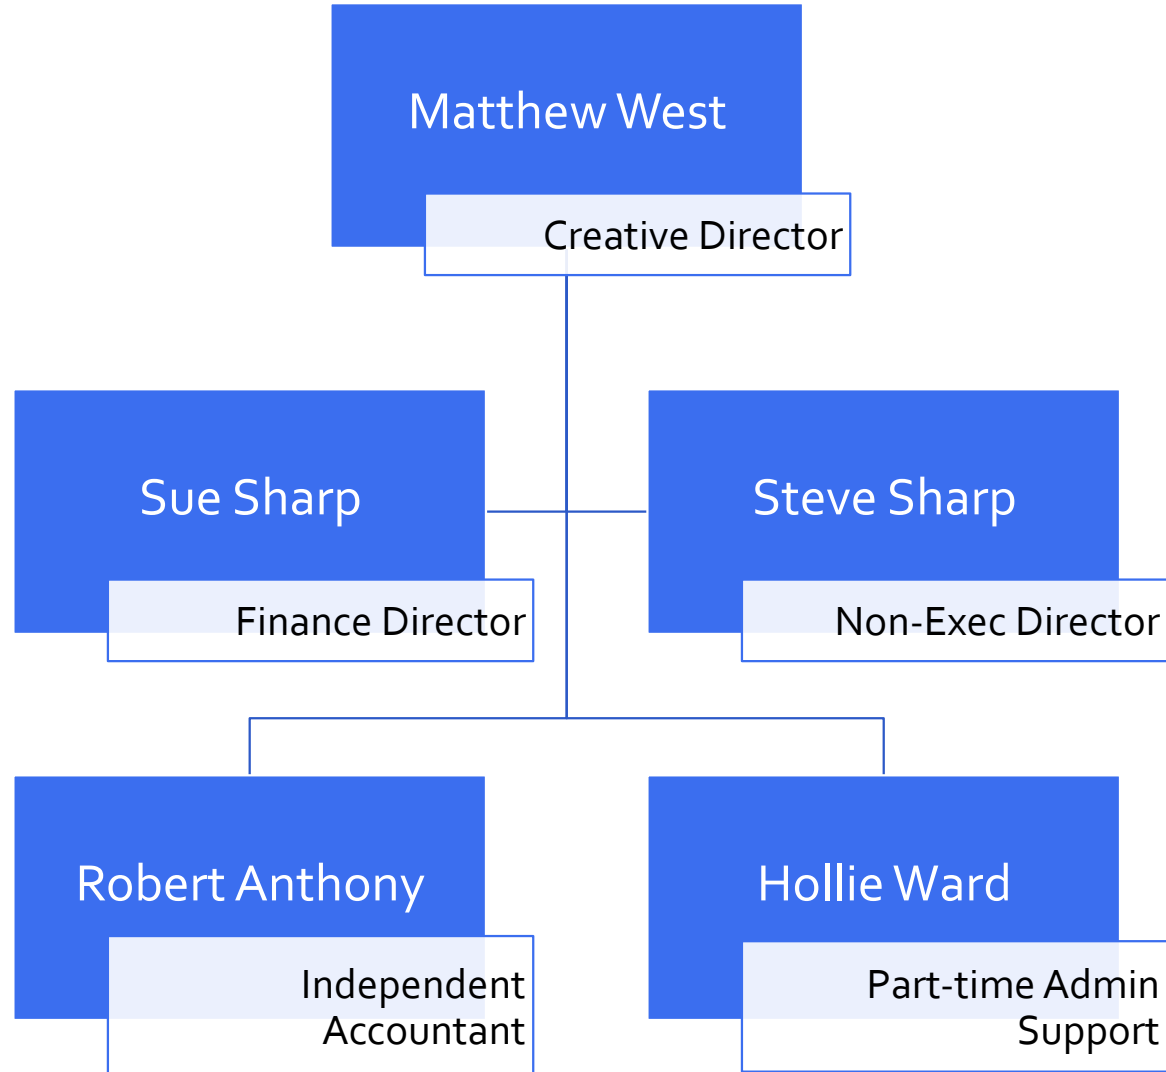 Matthew West
Creative Director
Sue Sharp
Finance Director
Steve Sharp
Non-Exec Director
Robert Anthony
Independent
Accountant
Hollie Ward
Part-time Admin
Support